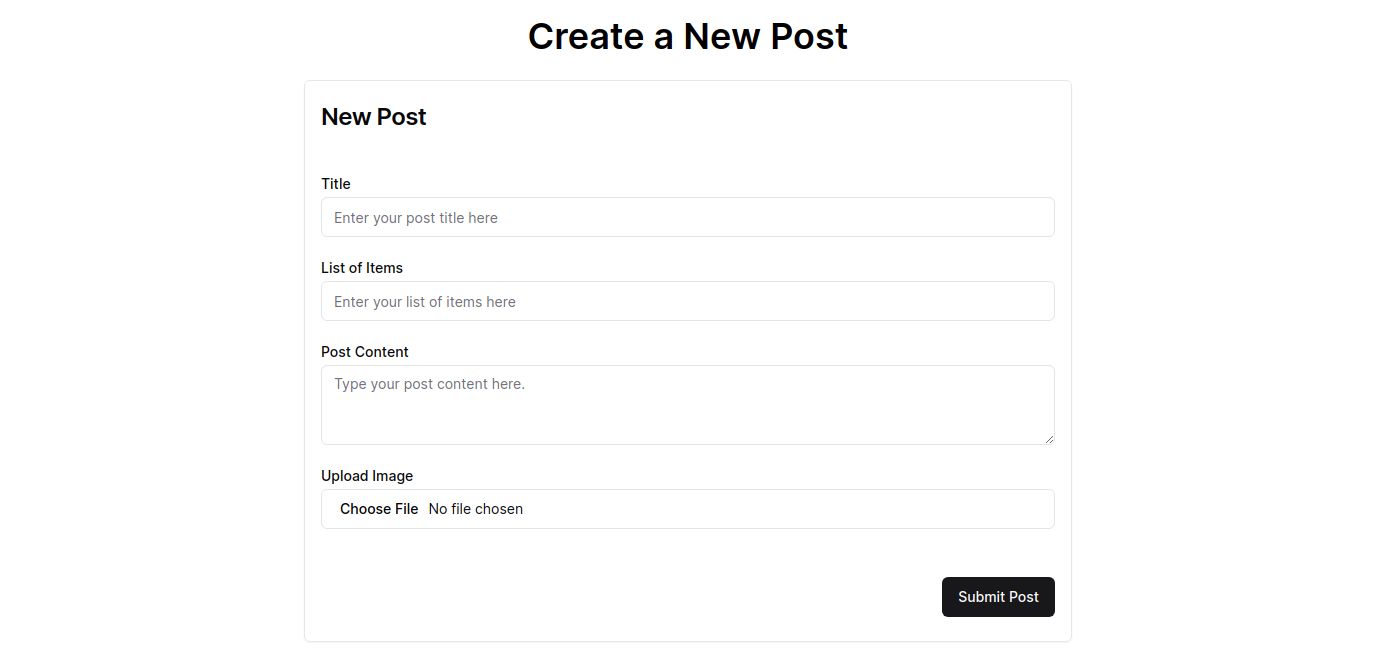 Create a New Post
New Post
Title
Enter your post title here
List of Items
Enter your list of items here
Post Content
Type your post content here.
Upload Image
Choose File No file chosen
Submit Post